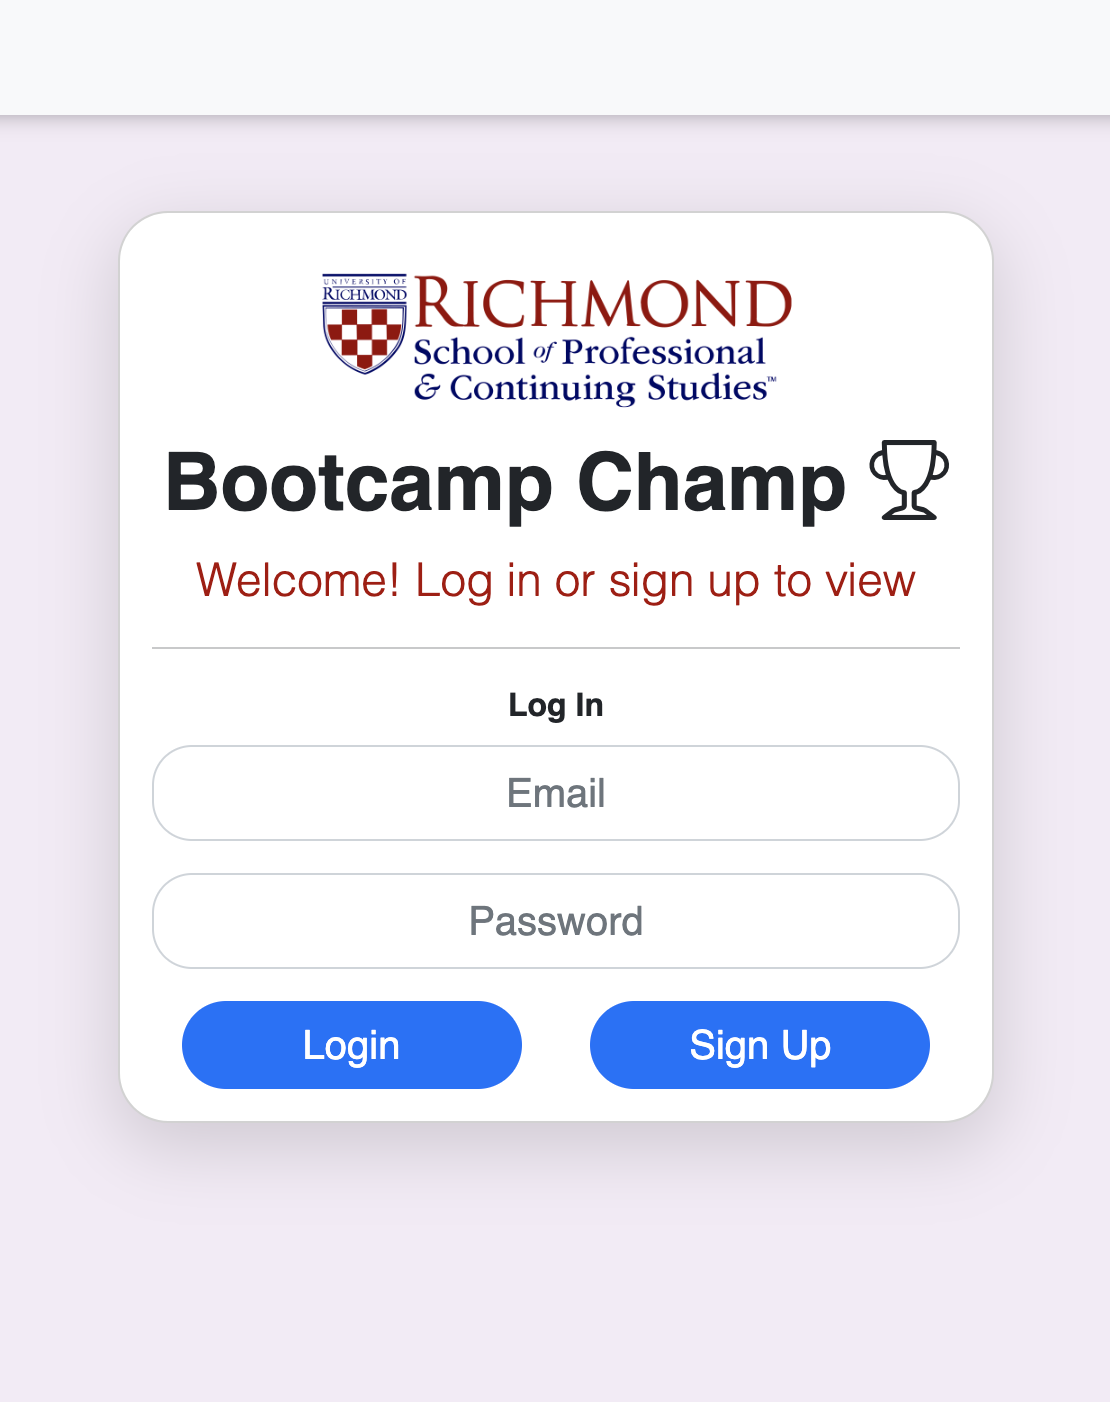 UNIVERSITY OF
RICHMOND
RICHMOND
School of Professional
& Continuing Studies™
Bootcamp Champ
Welcome! Log in or sign up to view
Log In
Email
Password
Login
Sign Up